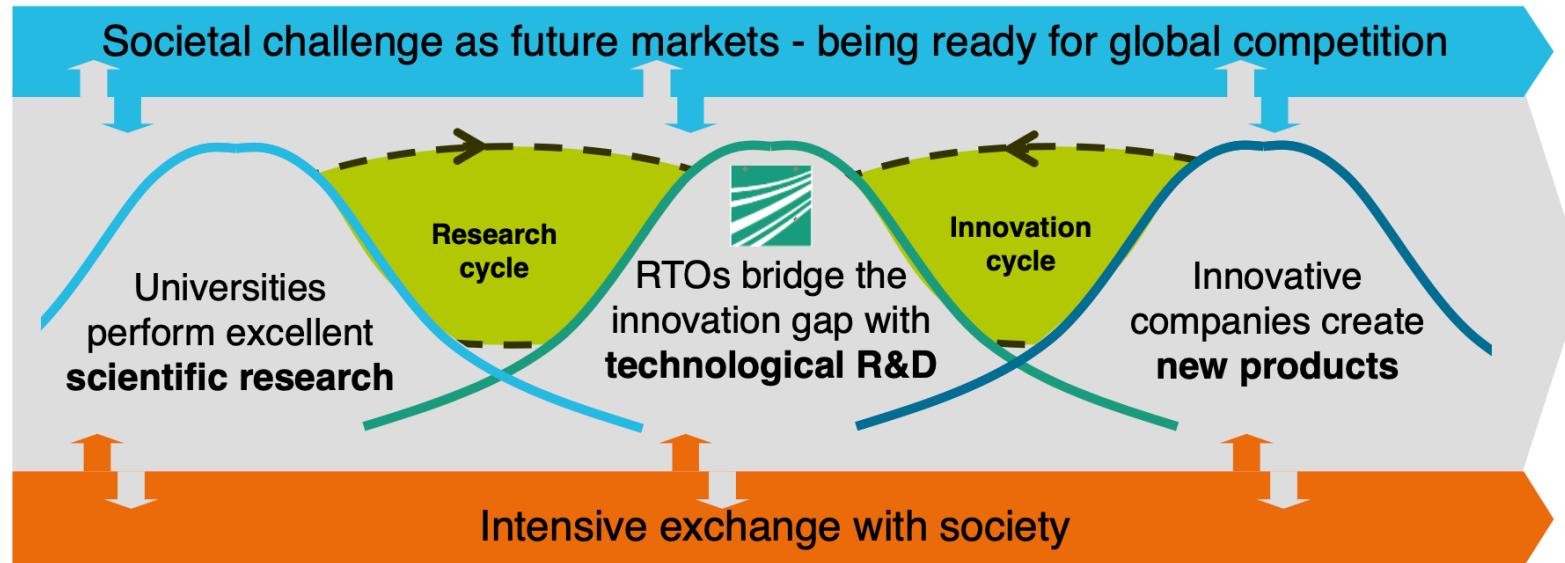 Societal challenge as future markets - being ready for global competition
Research
cycle
Innovation
cycle
Universities
perform excellent
scientific research
RTOs bridge the
innovation gap with
technological R&D
Innovative
companies create
new products
Intensive exchange with society